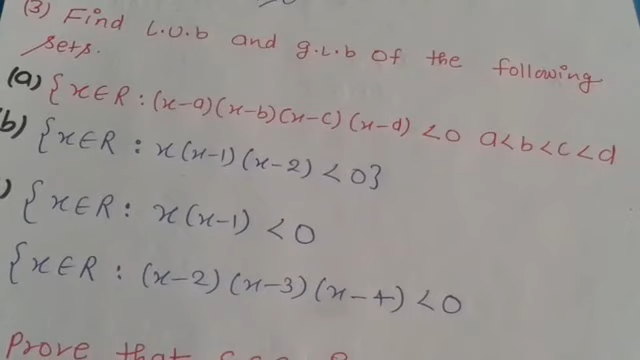 (3) Find L.U.b and g.L.b of the following
sets.
(a) {x∈R : (x-a)(x-b)(x-c)(x-d) <0 a<b<c<d
b) {x∈R : x(x-1)(x-2) <0}
) {x∈R : x(x-1) <0
{x∈R : (x-2)(x-3)(x-4) <0
Prove that